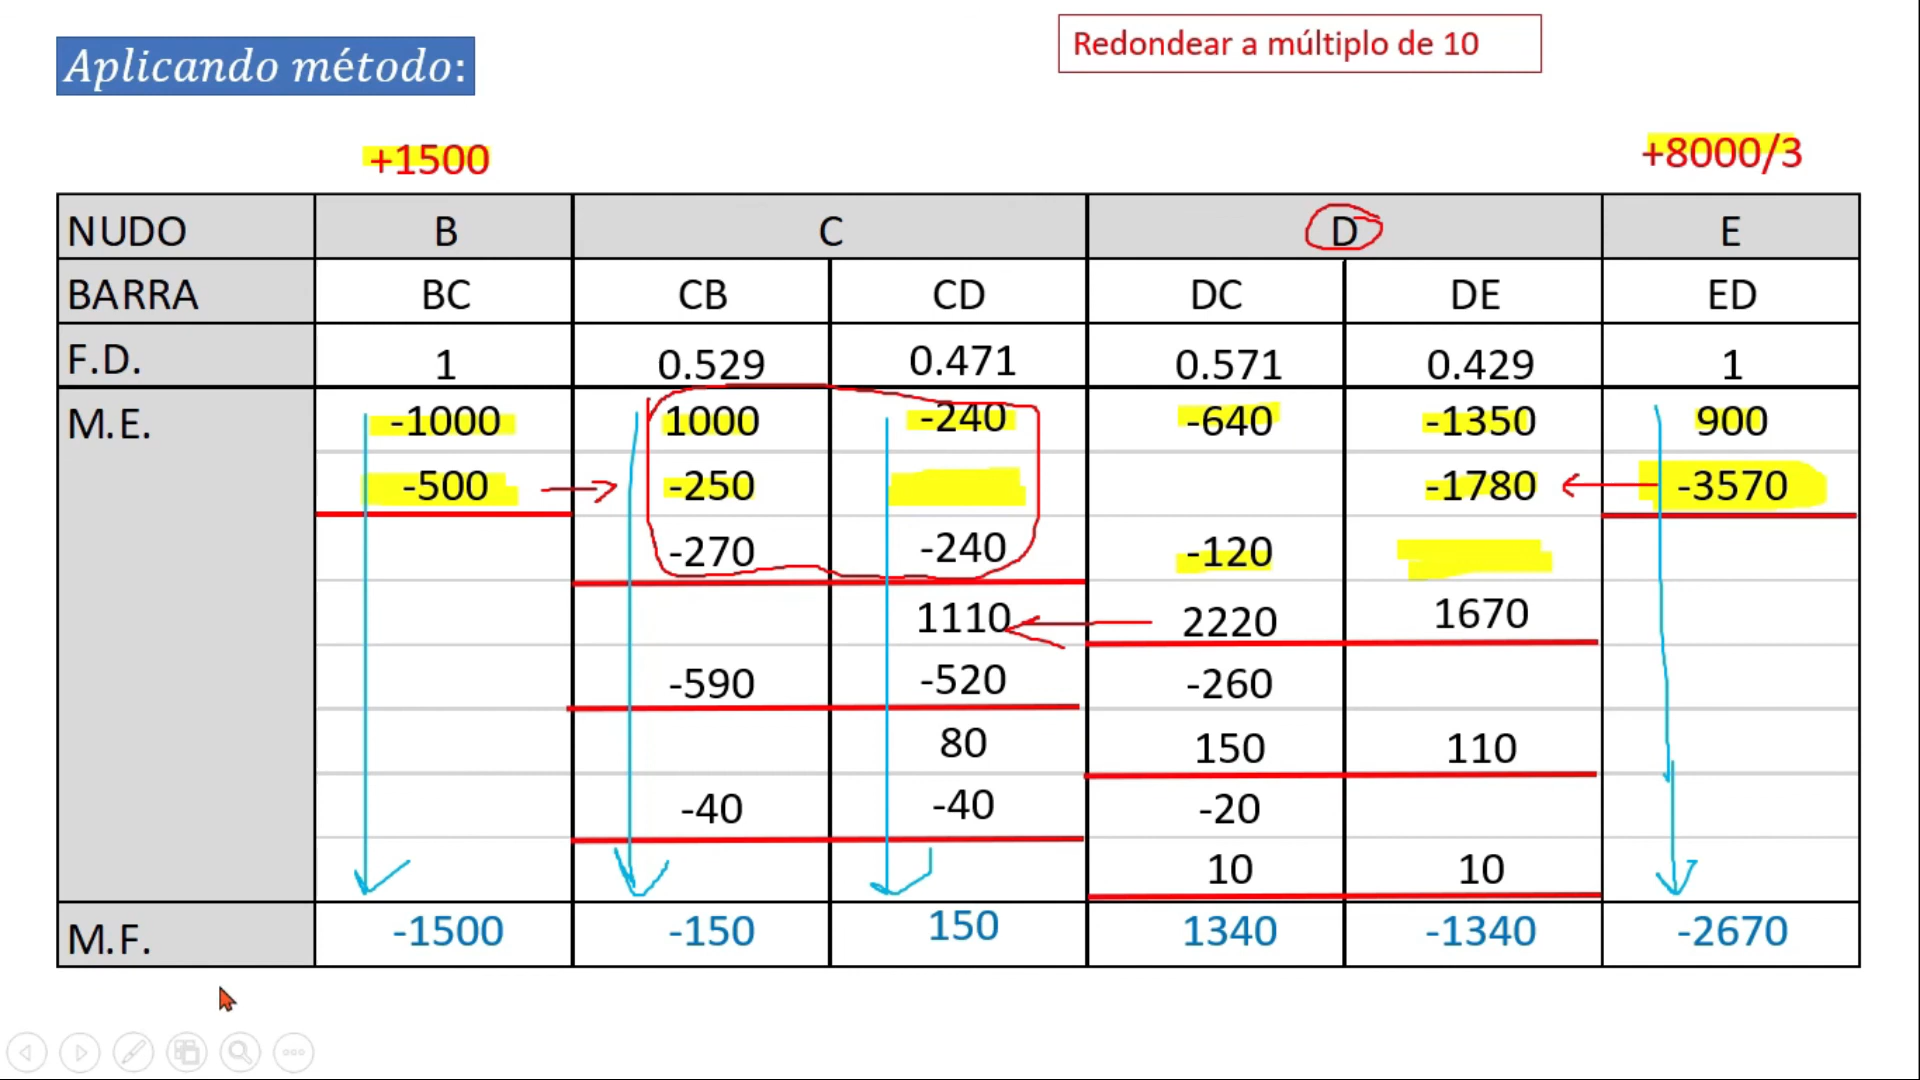 Aplicando método:
Redondear a múltiplo de 10
+1500 +8000/3
NUDO B C D E
BARRA BC CB CD DC DE ED
F.D. 1 0.529 0.471 0.571 0.429 1
M.E. -1000 1000 -240 -640 -1350 900
-500 -250 -1780 -3570
-270 -240 -120
1110 2220 1670
-590 -520 -260
80 150 110
-40 -40 -20
10 10
M.F. -1500 -150 150 1340 -1340 -2670